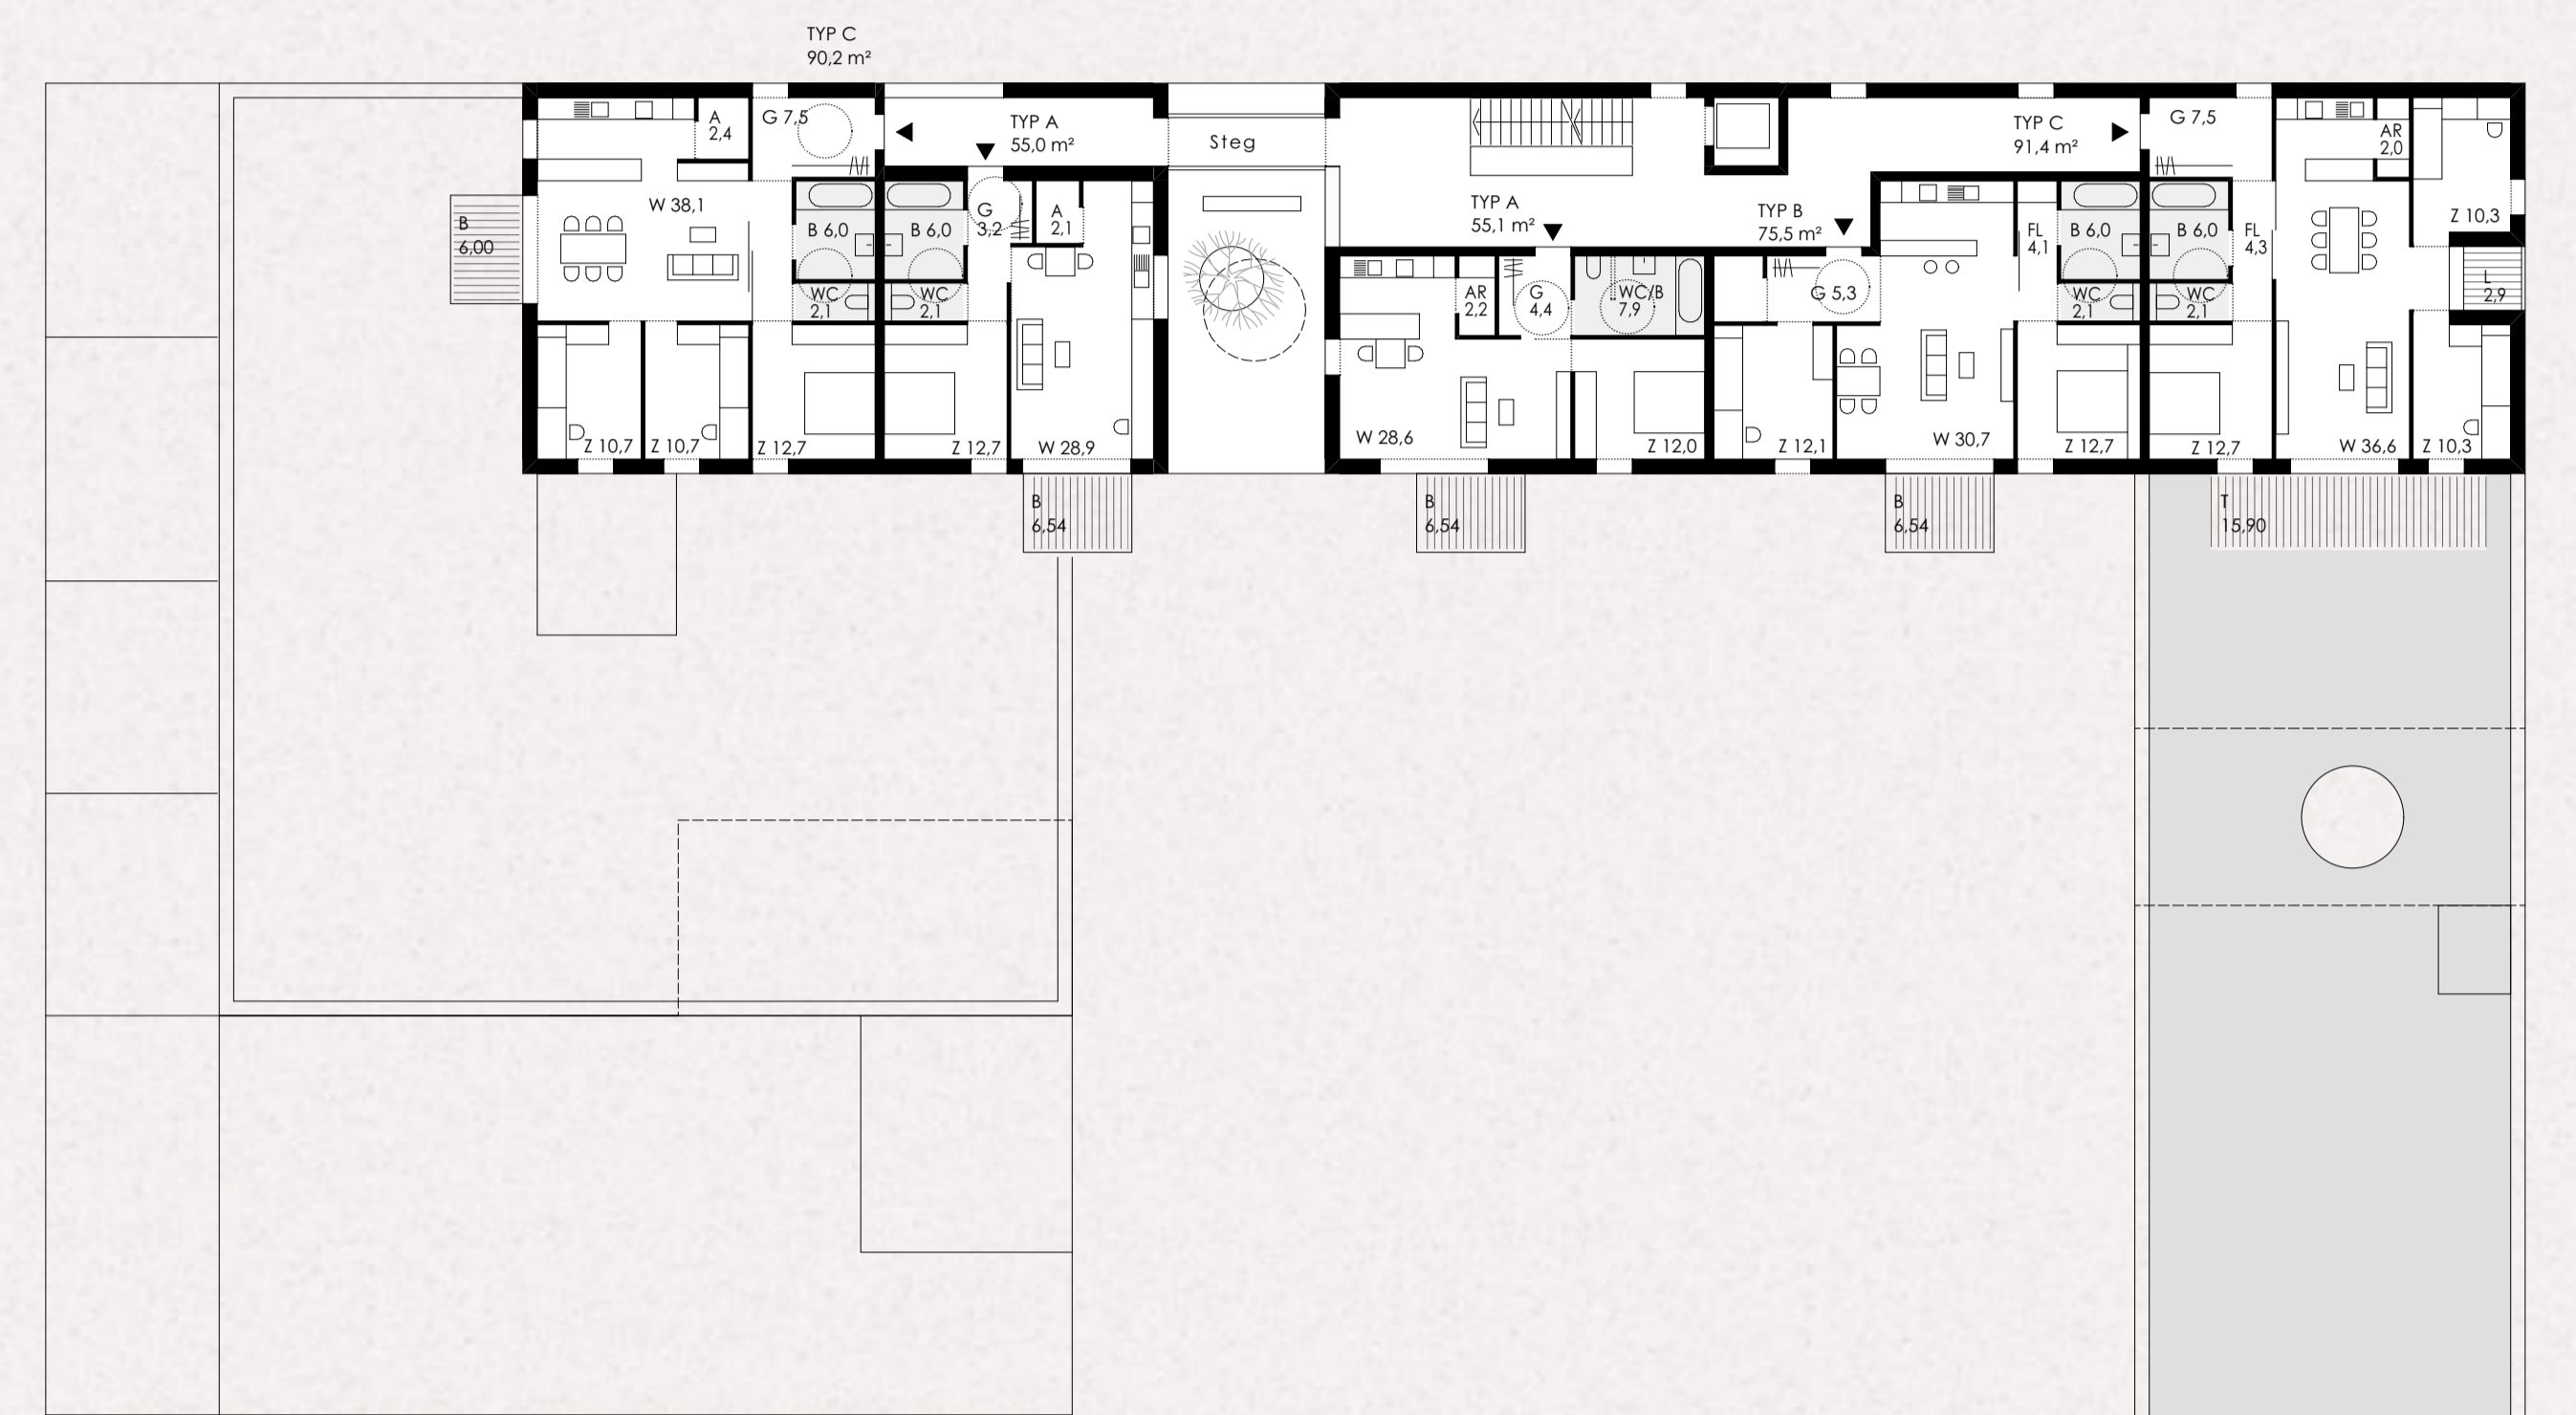 TYP C
90,2 m²
A
2,4
G 7,5
TYP A
55,0 m²
Steg
TYP C
91,4 m²
G 7,5
AR
2,0
W 38,1
B
6,00
B 6,0
B 6,0
G
3,2
A
2,1
TYP A
55,1 m²
TYP B
75,5 m²
FL
4,1
B 6,0
B 6,0
FL
4,3
Z 10,3
WC
2,1
WC
2,1
AR
2,2
G
4,4
WC/B
7,9
G 5,3
WC
2,1
WC
2,1
L
2,9
Z 10,7
Z 10,7
Z 12,7
Z 12,7
W 28,9
W 28,6
Z 12,0
Z 12,1
W 30,7
Z 12,7
Z 12,7
W 36,6
Z 10,3
B
6,54
B
6,54
B
6,54
T
15,90